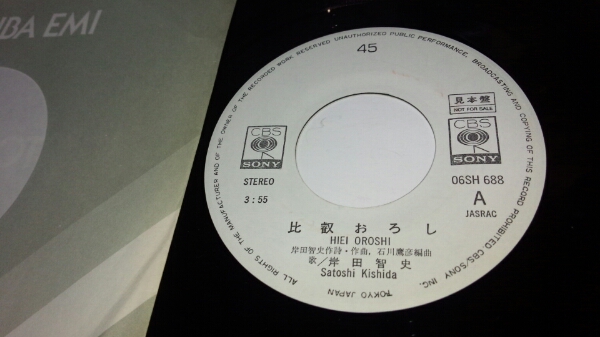 BA EMI
45
ALL RIGHTS OF THE MANUFACTURER AND OF THE OWNER OF THE RECORDED WORK RESERVED UNAUTHORIZED PUBLIC PERFORMANCE, BROADCASTING AND COPYING OF THIS RECORD PROHIBITED CBS/SONY INC. TOKYO JAPAN
見本盤
NOT FOR SALE
CBS
SONY
CBS
SONY
STEREO
3:55
06SH 688
A
JASRAC
比叡おろし
HIEI OROSHI
岸田智史作詩・作曲,石川鷹彦編曲
歌/岸田智史
Satoshi Kishida